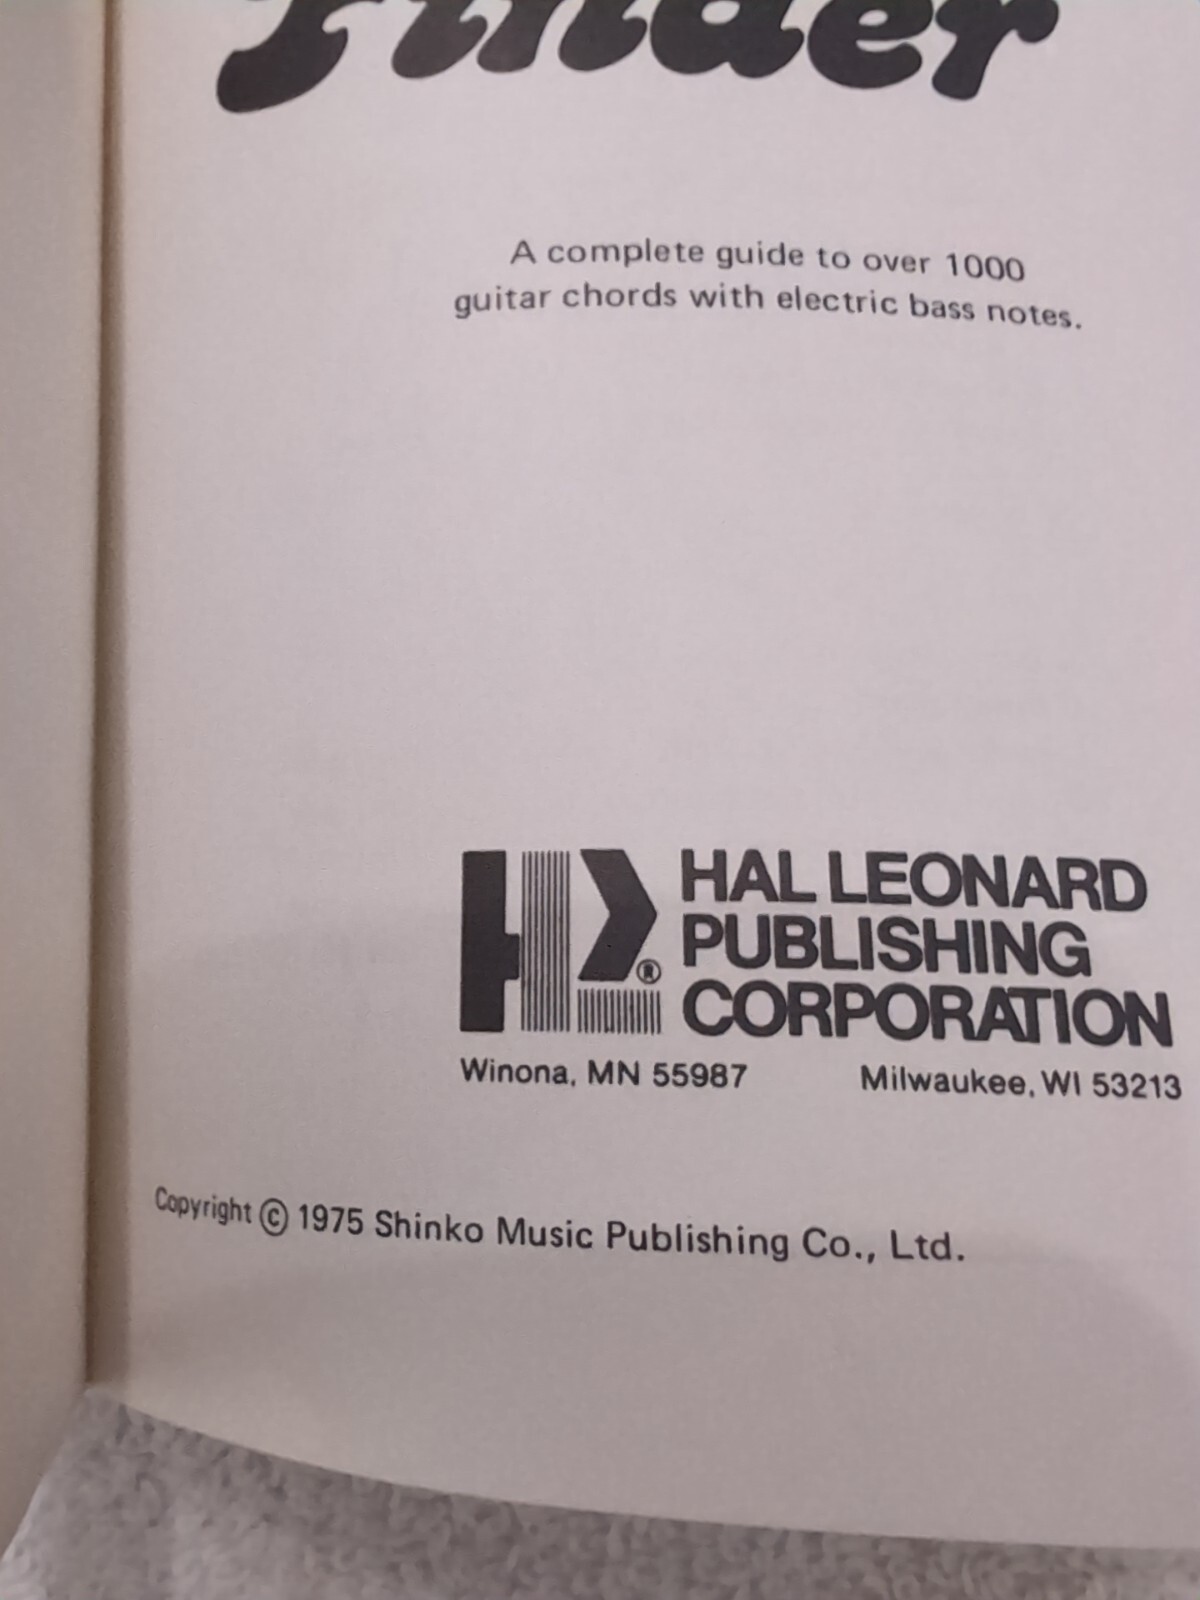 Finder
A complete guide to over 1000
guitar chords with electric bass notes.
®
HAL LEONARD
PUBLISHING
CORPORATION
Winona, MN 55987 Milwaukee, WI 53213
Copyright © 1975 Shinko Music Publishing Co., Ltd.